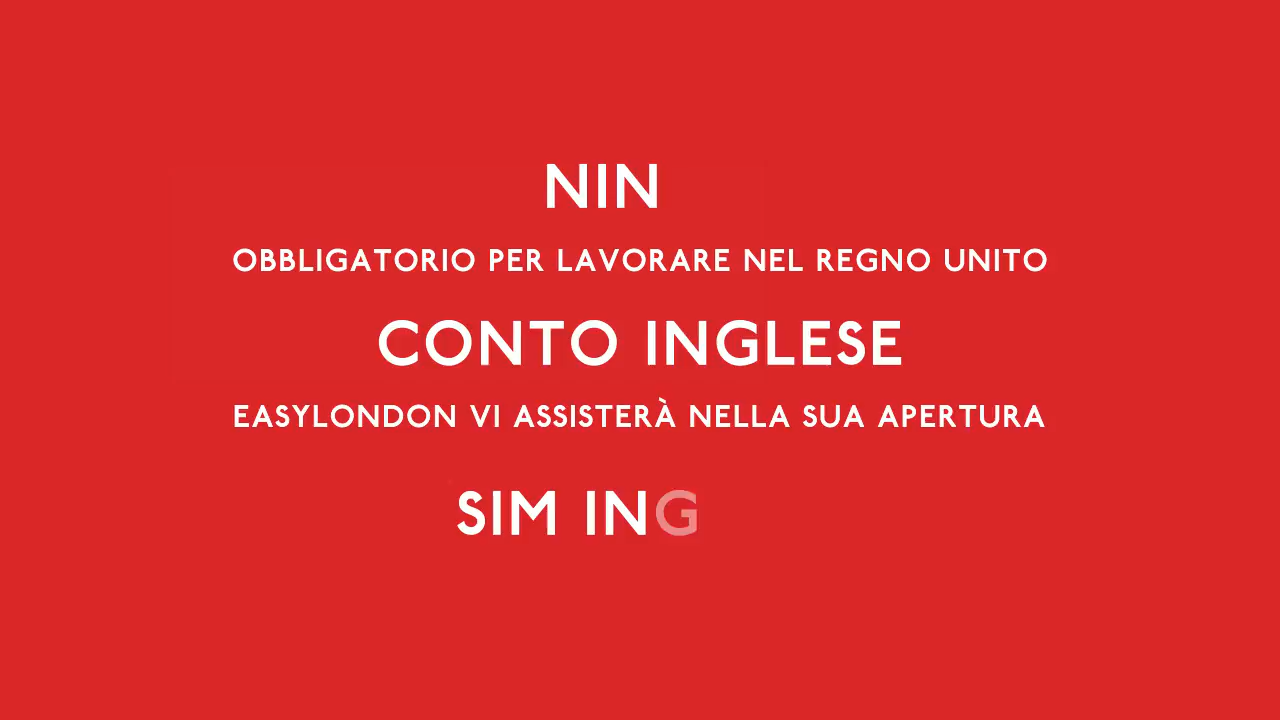 NIN
OBBLIGATORIO PER LAVORARE NEL REGNO UNITO
CONTO INGLESE
EASYLONDON VI ASSISTERÀ NELLA SUA APERTURA
SIM ING